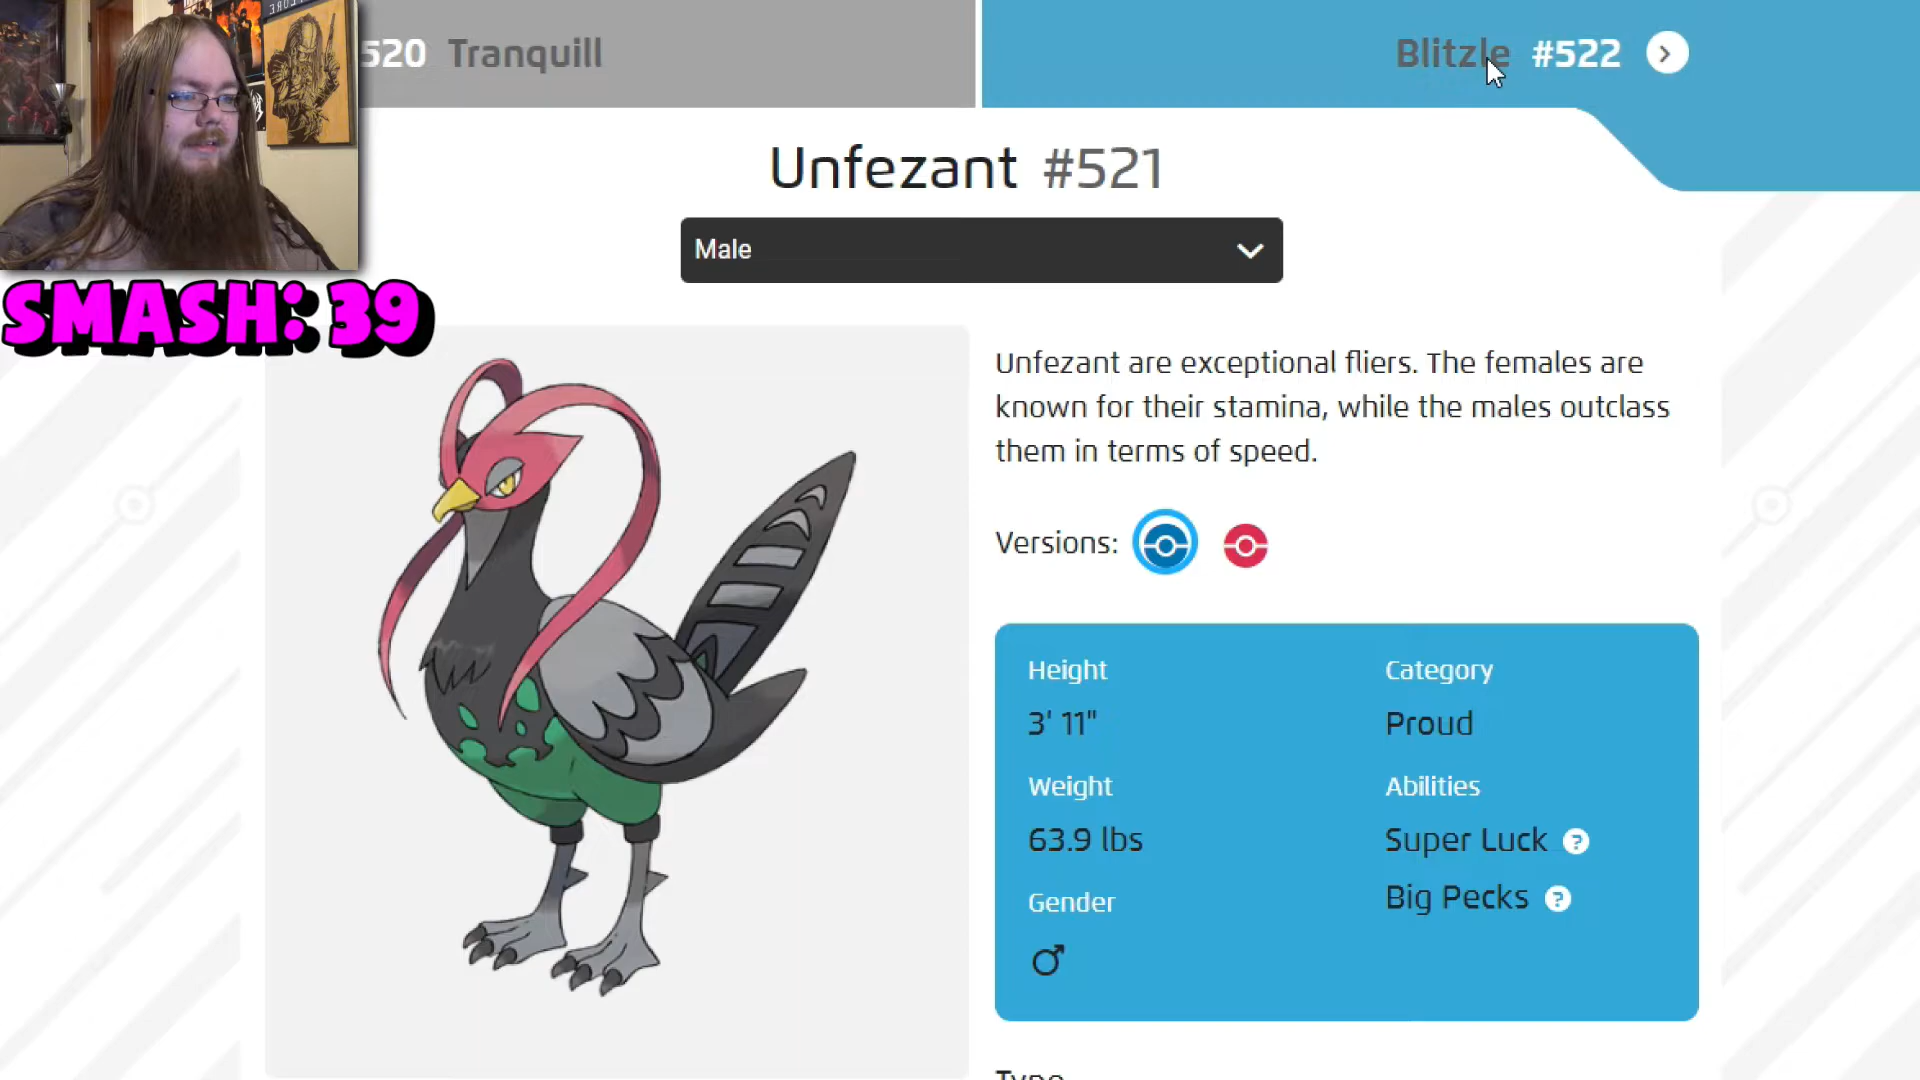 520 Tranquill
Blitzle #522
Unfezant #521
Male
SMASH: 39
Unfezant are exceptional fliers. The females are
known for their stamina, while the males outclass
them in terms of speed.
Versions:
Height
3' 11"
Weight
63.9 lbs
Gender
Category
Proud
Abilities
Super Luck ?
Big Pecks ?
Type